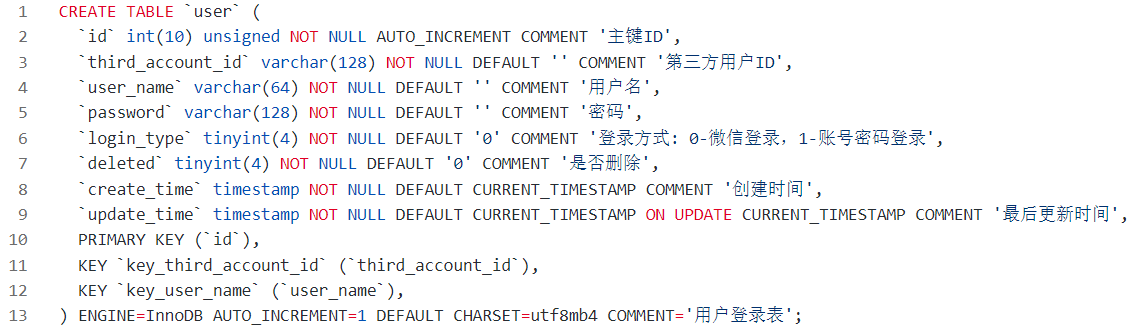 1 CREATE TABLE `user` (
2 `id` int(10) unsigned NOT NULL AUTO_INCREMENT COMMENT '主键ID',
3 `third_account_id` varchar(128) NOT NULL DEFAULT '' COMMENT '第三方用户ID',
4 `user_name` varchar(64) NOT NULL DEFAULT '' COMMENT '用户名',
5 `password` varchar(128) NOT NULL DEFAULT '' COMMENT '密码',
6 `login_type` tinyint(4) NOT NULL DEFAULT '0' COMMENT '登录方式：0-微信登录，1-账号密码登录',
7 `deleted` tinyint(4) NOT NULL DEFAULT '0' COMMENT '是否删除',
8 `create_time` timestamp NOT NULL DEFAULT CURRENT_TIMESTAMP COMMENT '创建时间',
9 `update_time` timestamp NOT NULL DEFAULT CURRENT_TIMESTAMP ON UPDATE CURRENT_TIMESTAMP COMMENT '最后更新时间',
10 PRIMARY KEY (`id`),
11 KEY `key_third_account_id` (`third_account_id`),
12 KEY `key_user_name` (`user_name`),
13 ) ENGINE=InnoDB AUTO_INCREMENT=1 DEFAULT CHARSET=utf8mb4 COMMENT='用户登录表';